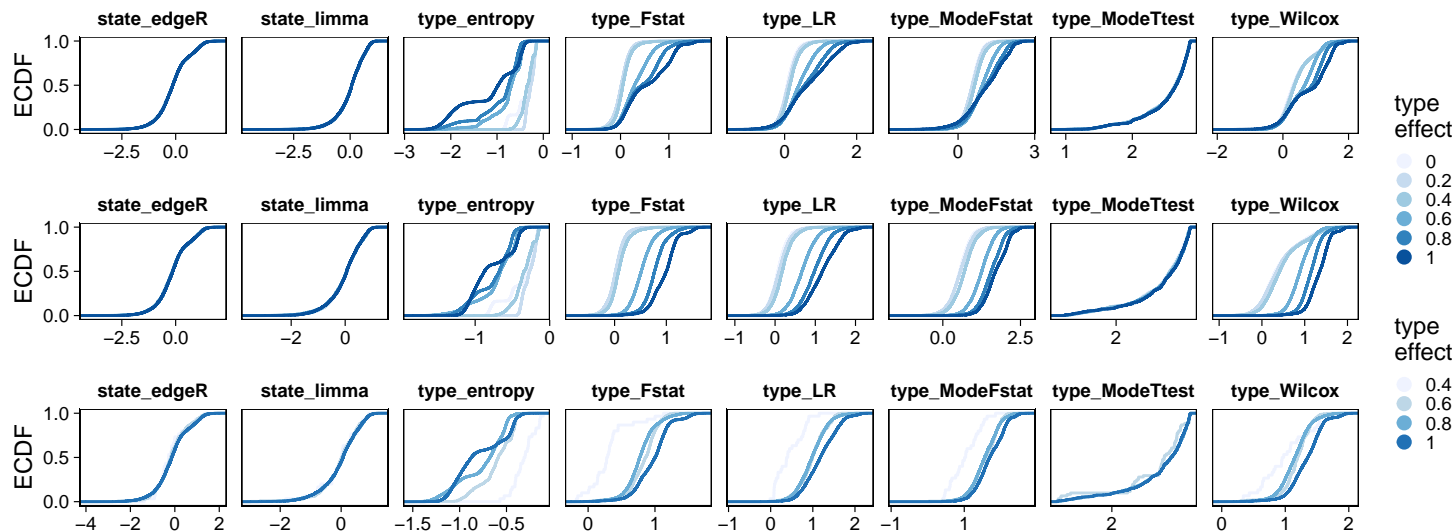 state_edgeR state_limma type_entropy type_Fstat type_LR type_ModeFstat type_ModeTtest type_Wilcox
ECDF
1.0
0.5
0.0
−2.5 0.0 −2.5 0.0 −3 −2 −1 0 −1 0 1 0 2 0 3 1 2 −2 0 2
state_edgeR state_limma type_entropy type_Fstat type_LR type_ModeFstat type_ModeTtest type_Wilcox
ECDF
1.0
0.5
0.0
−2.5 0.0 −2 0 −1 0 0 1 −1 0 1 2 0.0 2.5 2 −1 0 1 2
state_edgeR state_limma type_entropy type_Fstat type_LR type_ModeFstat type_ModeTtest type_Wilcox
ECDF
1.0
0.5
0.0
−4 −2 0 2 −3 0 −1.5 −1.0 −0.5 0 1 −1 0 1 2 −1 1 2 0 1 2
type
effect
0
0.2
0.4
0.6
0.8
1
type
effect
0.4
0.6
0.8
1